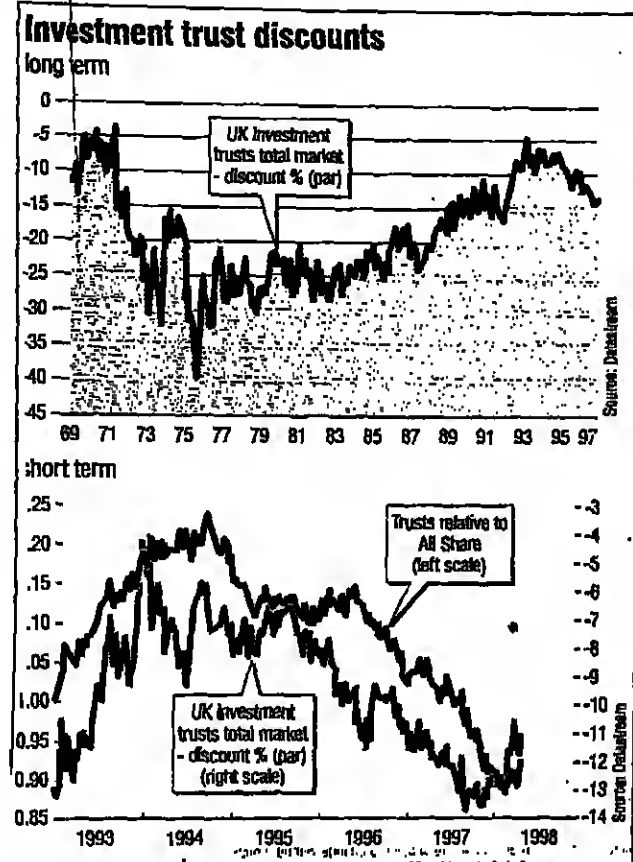 Investment trust discounts
long term
0
-5
-10
-15
-20
-25
-30
-35
-40
-45
UK Investment
trusts total market
- discount % (par)
69 71 73 75 77 79 81 83 85 87 89 91 93 95 97
Source: Datastream
short term
.25
.20
.15
.10
.05
1.00
0.95
0.90
0.85
Trusts relative to
All Share
(left scale)
UK Investment
trusts total market
- discount % (par)
(right scale)
-3
-4
-5
-6
-7
-8
-9
-10
-11
-12
-13
-14
1993 1994 1995 1996 1997 1998
Source: Datastream